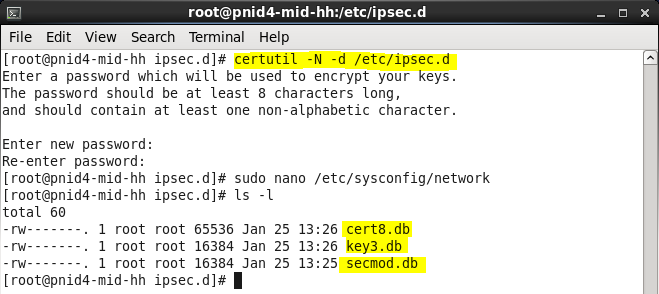 root@pnid4-mid-hh:/etc/ipsec.d
File Edit View Search Terminal Help
[root@pnid4-mid-hh ipsec.d]# certutil -N -d /etc/ipsec.d
Enter a password which will be used to encrypt your keys.
The password should be at least 8 characters long,
and should contain at least one non-alphabetic character.
Enter new password:
Re-enter password:
[root@pnid4-mid-hh ipsec.d]# sudo nano /etc/sysconfig/network
[root@pnid4-mid-hh ipsec.d]# ls -l
total 60
-rw-------. 1 root root 65536 Jan 25 13:26 cert8.db
-rw-------. 1 root root 16384 Jan 25 13:26 key3.db
-rw-------. 1 root root 16384 Jan 25 13:25 secmod.db
[root@pnid4-mid-hh ipsec.d]#